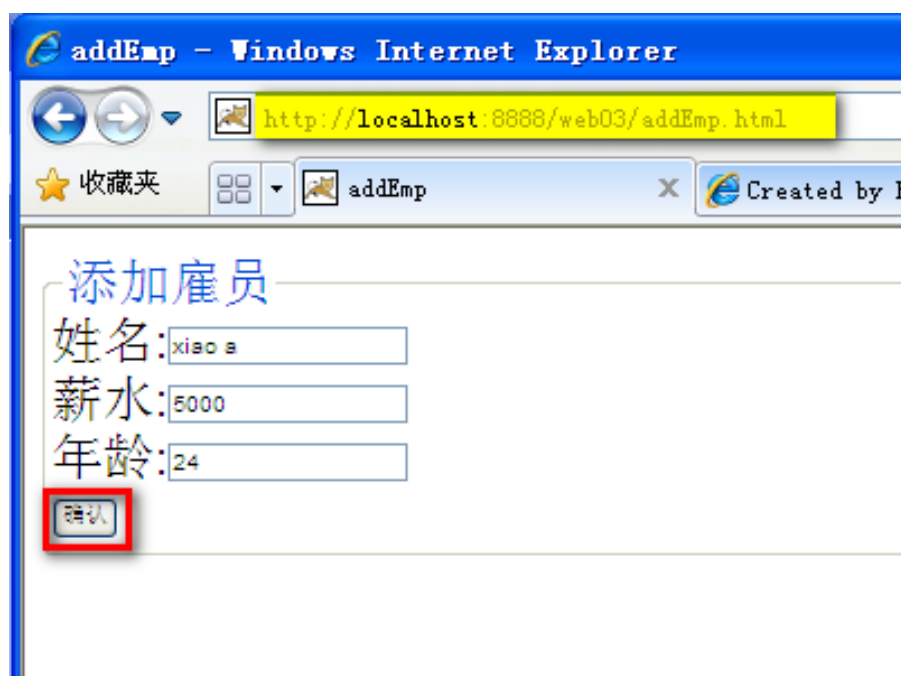 addEmp - Windows Internet Explorer
http://localhost:8888/web03/addEmp.html
收藏夹
addEmp
Created by
添加雇员
姓名:xiao a
薪水:5000
年龄:24
确认